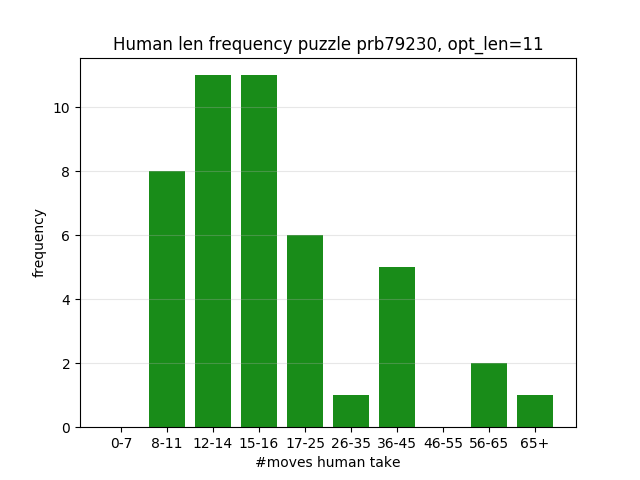 Human len frequency puzzle prb79230, opt_len=11
10
8
6
4
2
0
frequency
0-7 8-11 12-14 15-16 17-25 26-35 36-45 46-55 56-65 65+
#moves human take